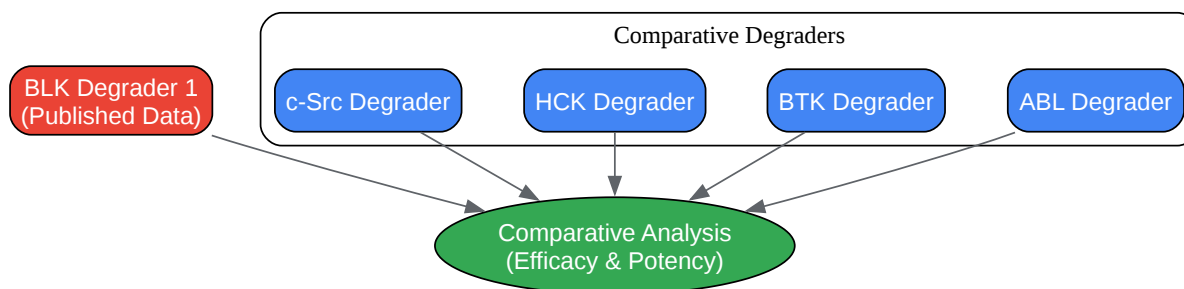 Comparative Degraders
BLK Degrader 1
(Published Data)
c-Src Degrader
HCK Degrader
BTK Degrader
ABL Degrader
Comparative Analysis
(Efficacy & Potency)